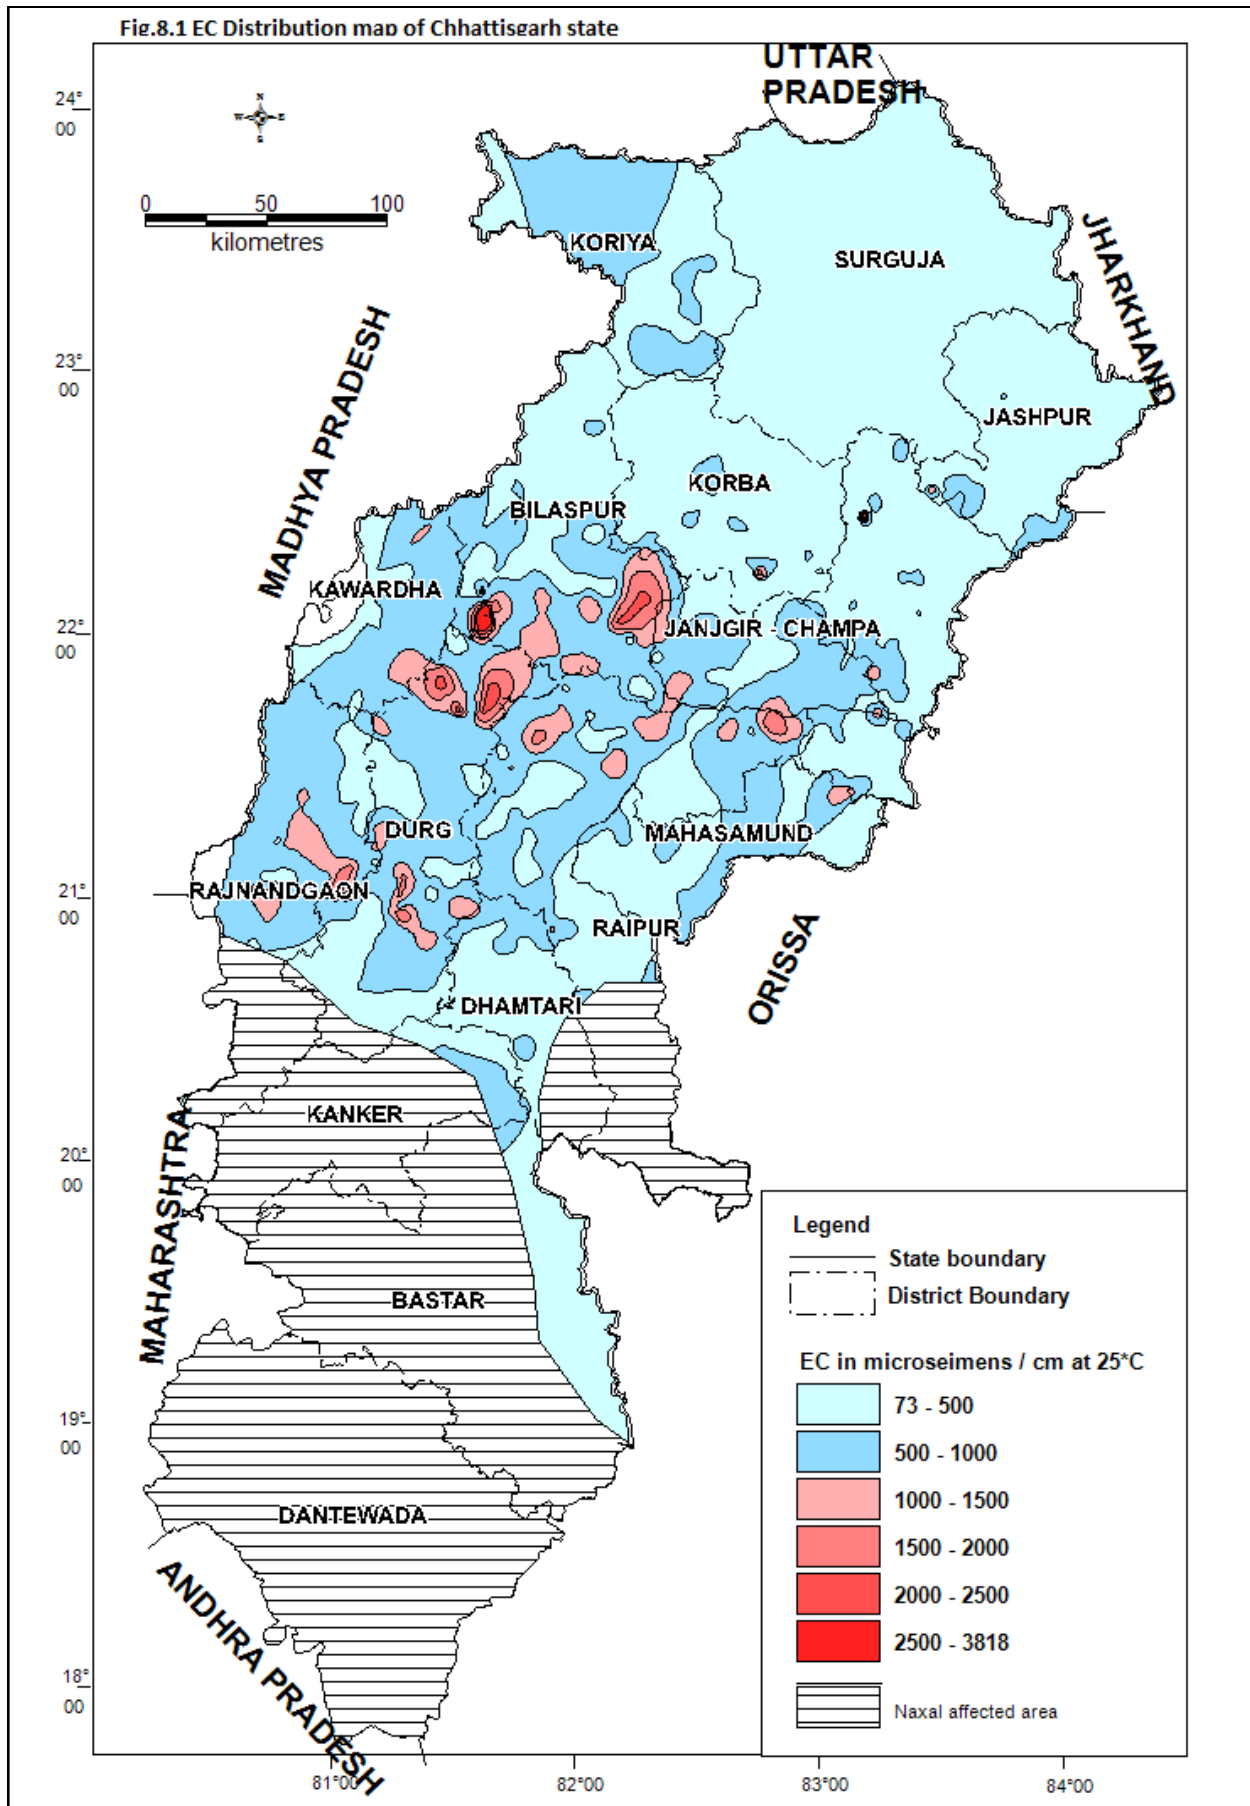 Fig.8.1 EC Distribution map of Chhattisgarh state
UTTAR
PRADESH
24°
00
N
W E
S
0 50 100
kilometres
KORIYA
SURGUJA
JHARKHAND
MADHYA PRADESH
23°
00
JASHPUR
KORBA
BILASPUR
KAWARDHA
22°
00
JANJGIR - CHAMPA
DURG
MAHASAMUND
21°
00
RAJNANDGAON
RAIPUR
ORISSA
DHAMTARI
KANKER
MAHARASHTRA
20°
00
BASTAR
19°
00
DANTEWADA
ANDHRA PRADESH
18°
00
Legend
State boundary
District Boundary
EC in microseimens / cm at 25*C
73 - 500
500 - 1000
1000 - 1500
1500 - 2000
2000 - 2500
2500 - 3818
Naxal affected area
81°00 82°00 83°00 84°00